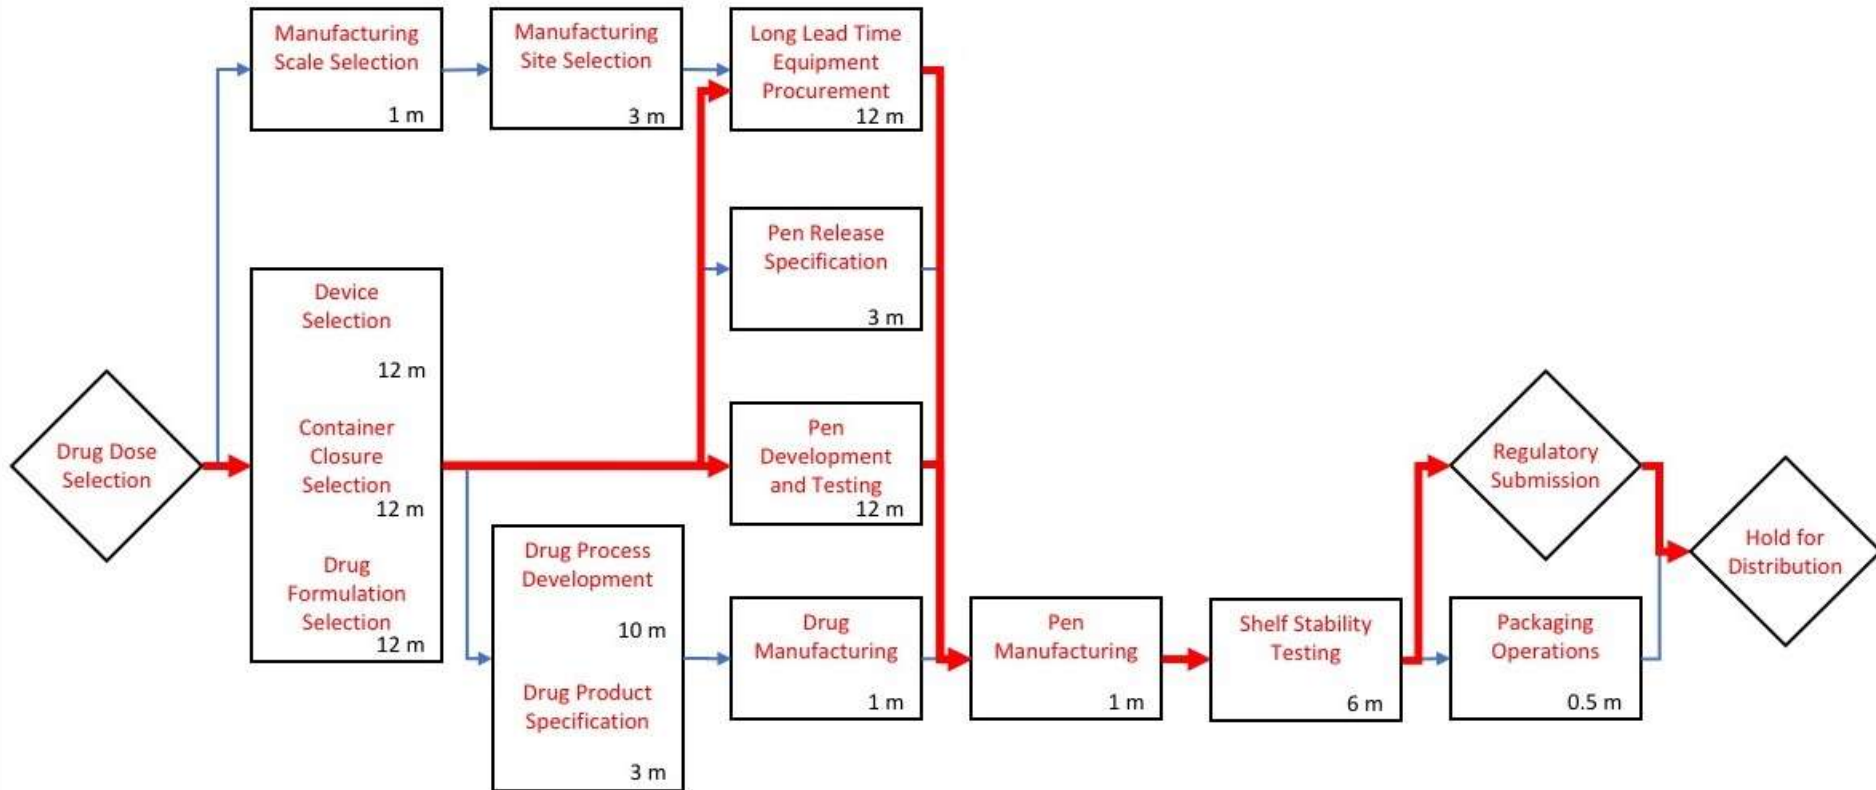 Manufacturing
Scale Selection
1 m
Manufacturing
Site Selection
3 m
Long Lead Time
Equipment
Procurement
12 m
Pen Release
Specification
3 m
Drug Dose
Selection
Device
Selection
12 m
Container
Closure
Selection
12 m
Drug
Formulation
Selection
12 m
Pen
Development
and Testing
12 m
Drug Process
Development
10 m
Drug Product
Specification
3 m
Drug
Manufacturing
1 m
Pen
Manufacturing
1 m
Shelf Stability
Testing
6 m
Regulatory
Submission
Packaging
Operations
0.5 m
Hold for
Distribution